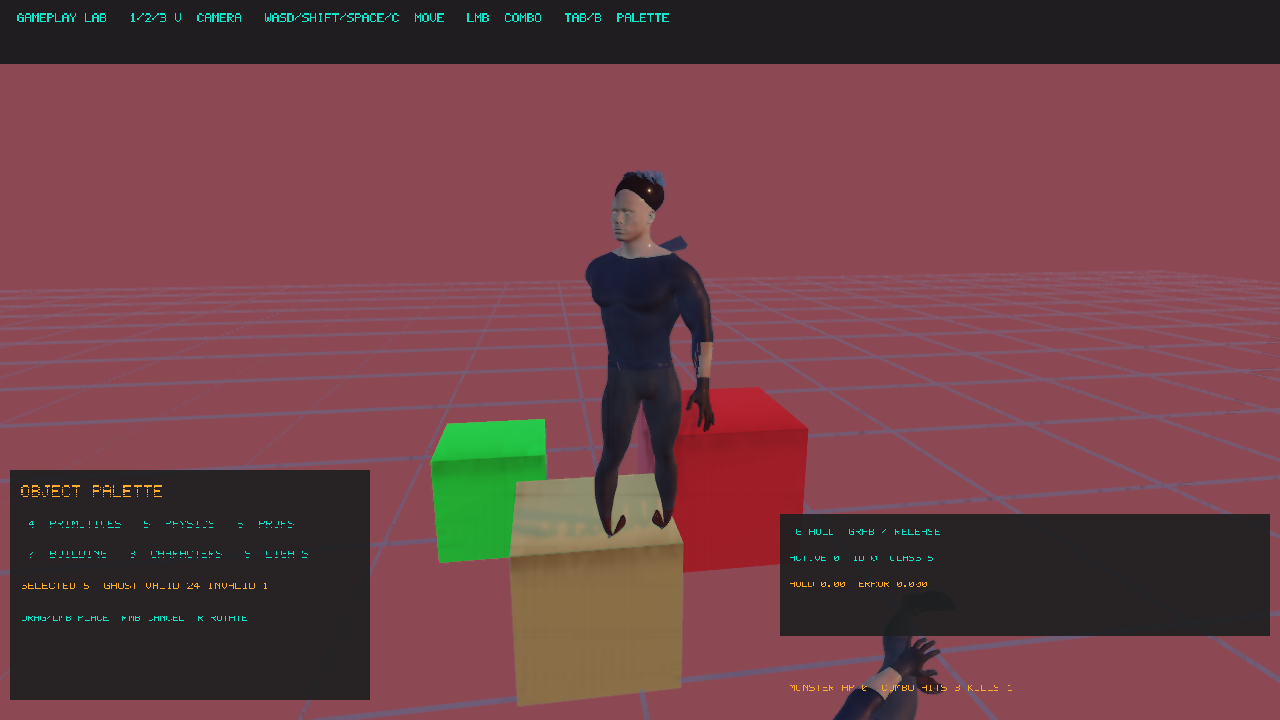 GAMEPLAY LAB 1/2/3 V CAMERA WASD/SHIFT/SPACE/C MOVE LMB COMBO TAB/B PALETTE
OBJECT PALETTE
4 PRIMITIVES 5 PHYSICS 6 PROPS
7 BUILDING 8 CHARACTERS 9 LIGHTS
SELECTED 5 GHOST VALID 24 INVALID 1
DRAG/LMB PLACE RMB CANCEL R ROTATE
G HOLD GRAB / RELEASE
ACTIVE 0 ID 0 CLASS 5
HOLD 0.00 ERROR 0.000
MONSTER HP 0 COMBO HITS 3 KILLS 1